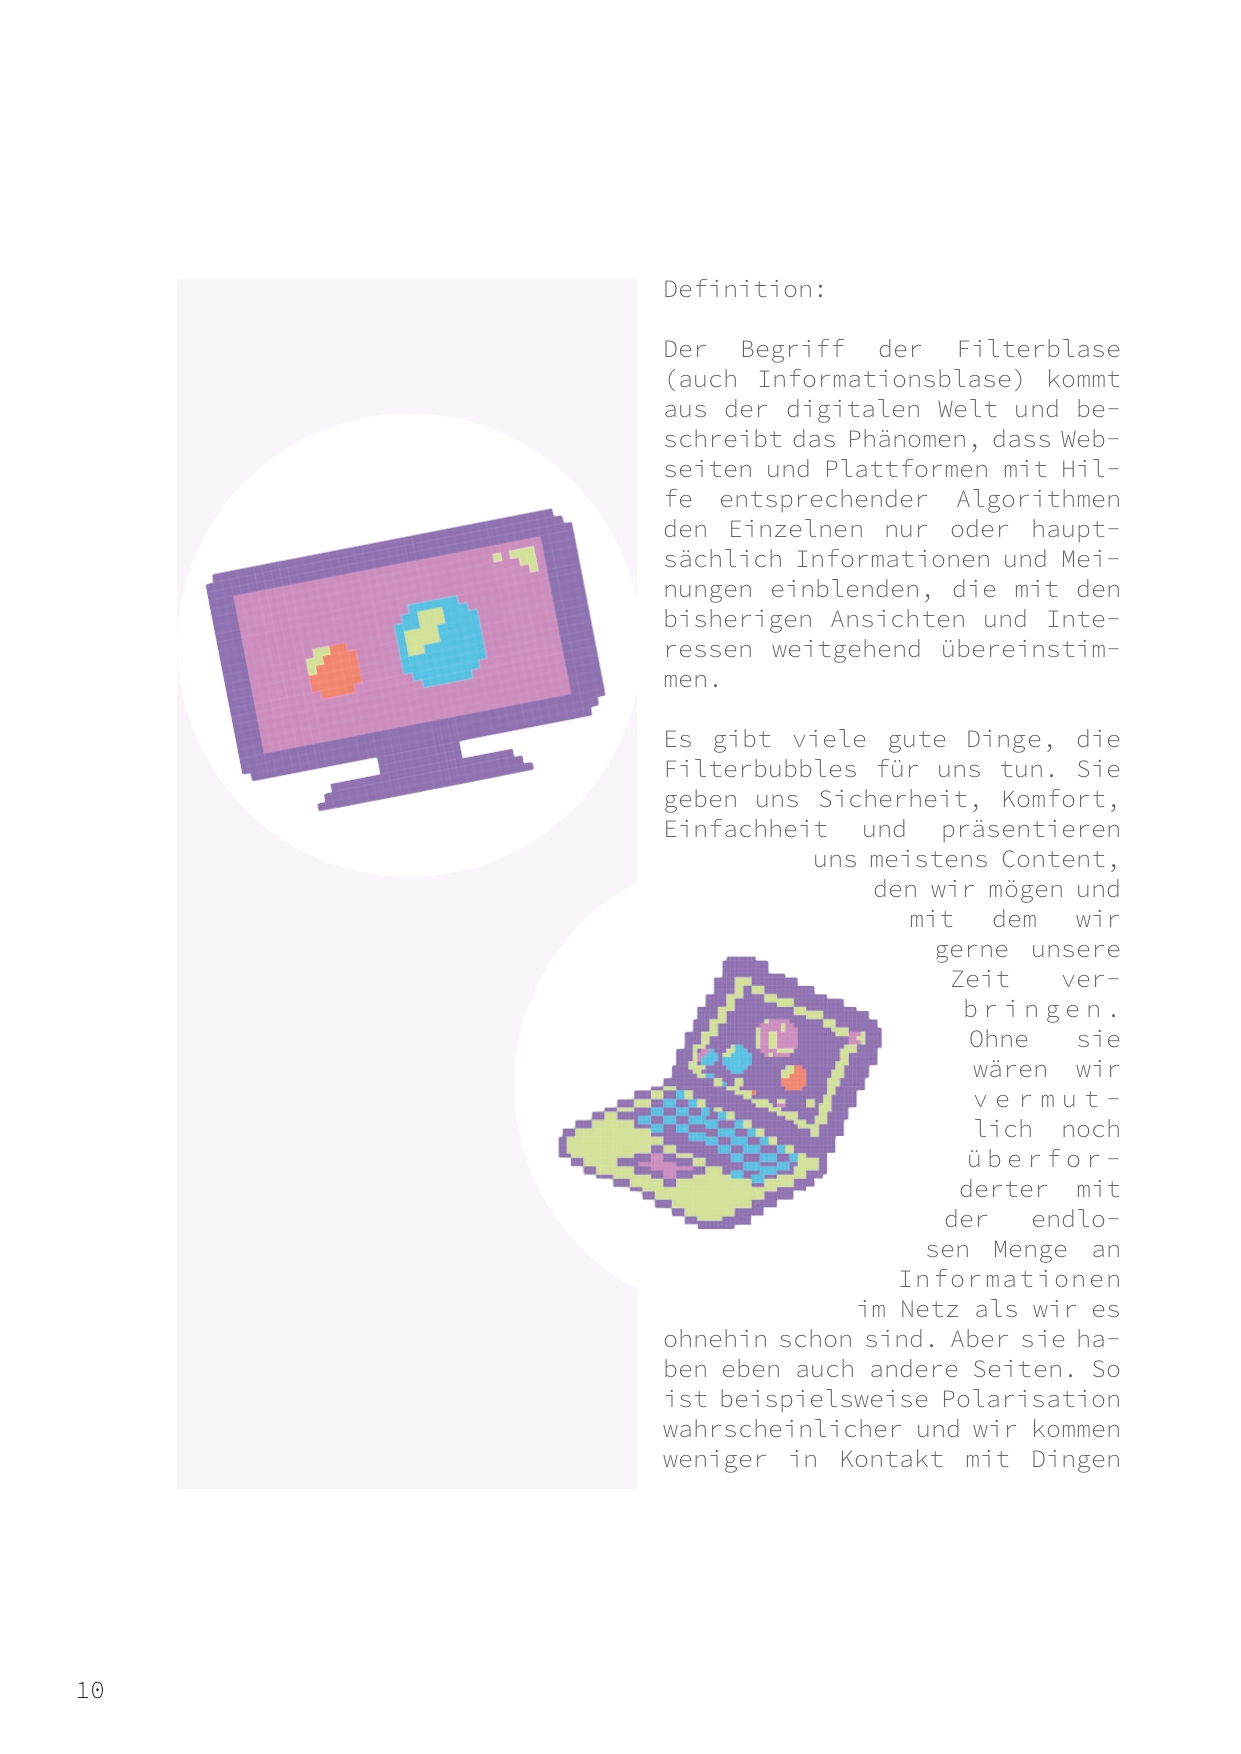 Definition:
Der Begriff der Filterblase
(auch Informationsblase) kommt
aus der digitalen Welt und be-
schreibt das Phänomen, dass Web-
seiten und Plattformen mit Hil-
fe entsprechender Algorithmen
den Einzelnen nur oder haupt-
sächlich Informationen und Mei-
nungen einblenden, die mit den
bisherigen Ansichten und Inte-
ressen weitgehend übereinstim-
men.
Es gibt viele gute Dinge, die
Filterbubbles für uns tun. Sie
geben uns Sicherheit, Komfort,
Einfachheit und präsentieren
uns meistens Content,
den wir mögen und
mit dem wir
gerne unsere
Zeit ver-
bringen.
Ohne sie
wären wir
vermut-
lich noch
überfor-
derter mit
der endlo-
sen Menge an
Informationen
im Netz als wir es
ohnehin schon sind. Aber sie ha-
ben eben auch andere Seiten. So
ist beispielsweise Polarisation
wahrscheinlicher und wir kommen
weniger in Kontakt mit Dingen
10